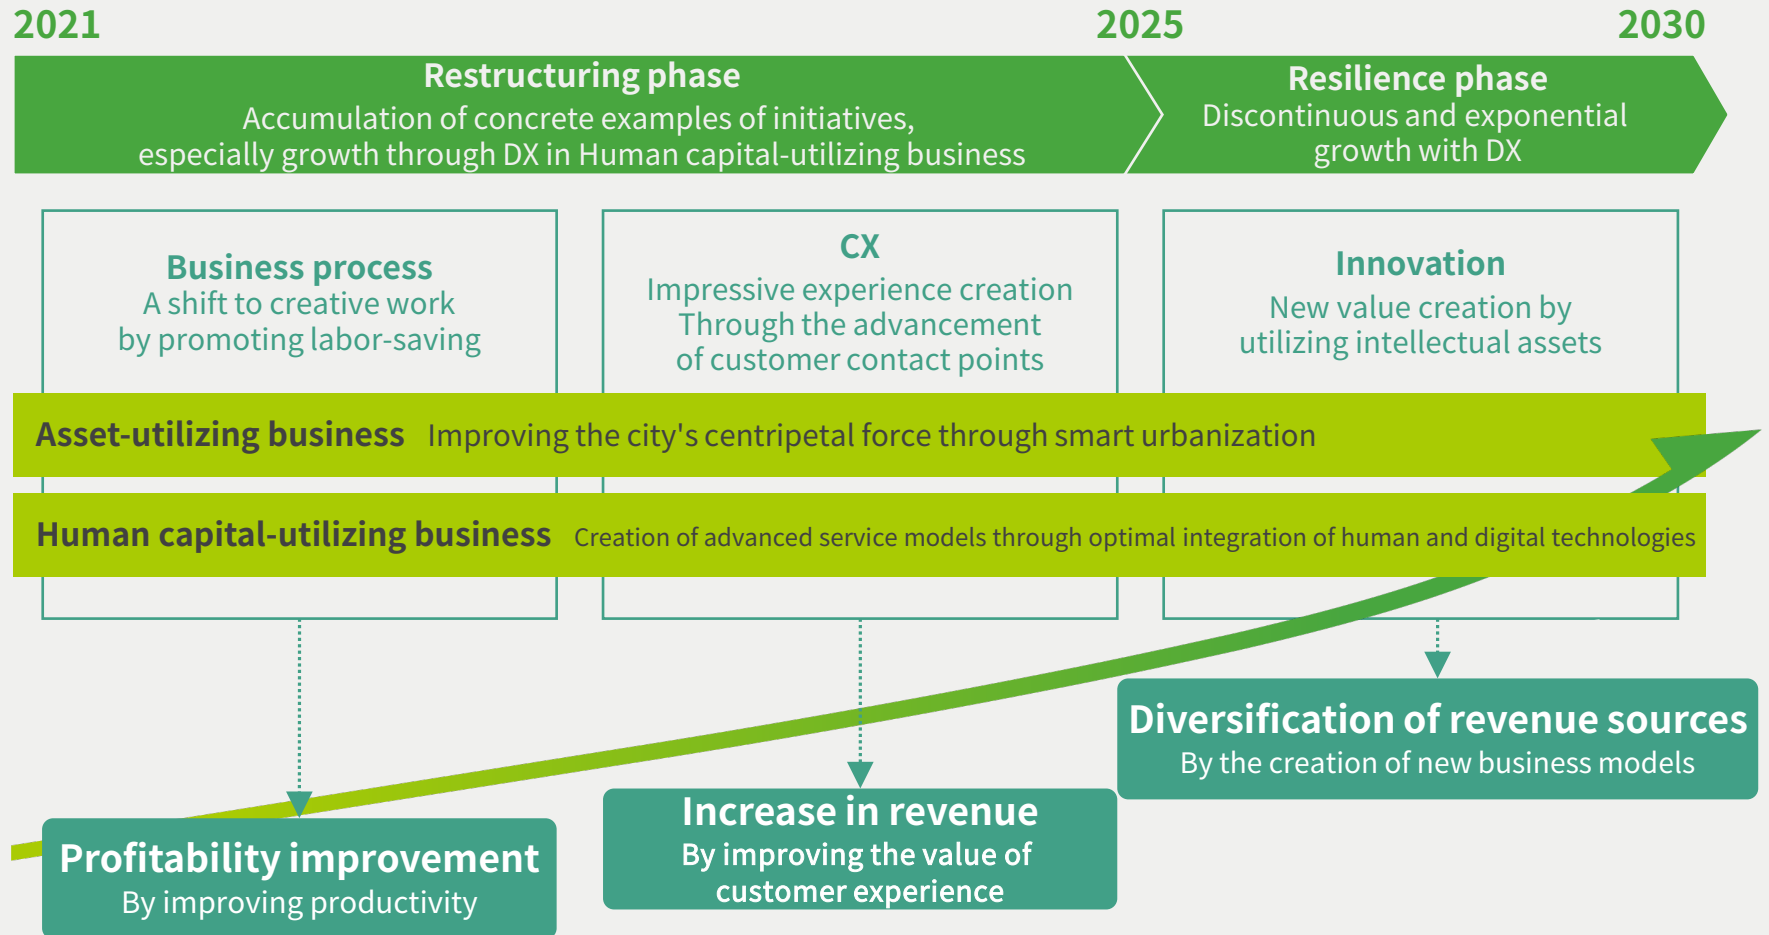 2021
2025
2030
Restructuring phase
Accumulation of concrete examples of initiatives,
especially growth through DX in Human capital-utilizing business
Resilience phase
Discontinuous and exponential
growth with DX
Business process
A shift to creative work
by promoting labor-saving
CX
Impressive experience creation
Through the advancement
of customer contact points
Innovation
New value creation by
utilizing intellectual assets
Asset-utilizing business Improving the city's centripetal force through smart urbanization
Human capital-utilizing business Creation of advanced service models through optimal integration of human and digital technologies
Profitability improvement
By improving productivity
Increase in revenue
By improving the value of
customer experience
Diversification of revenue sources
By the creation of new business models